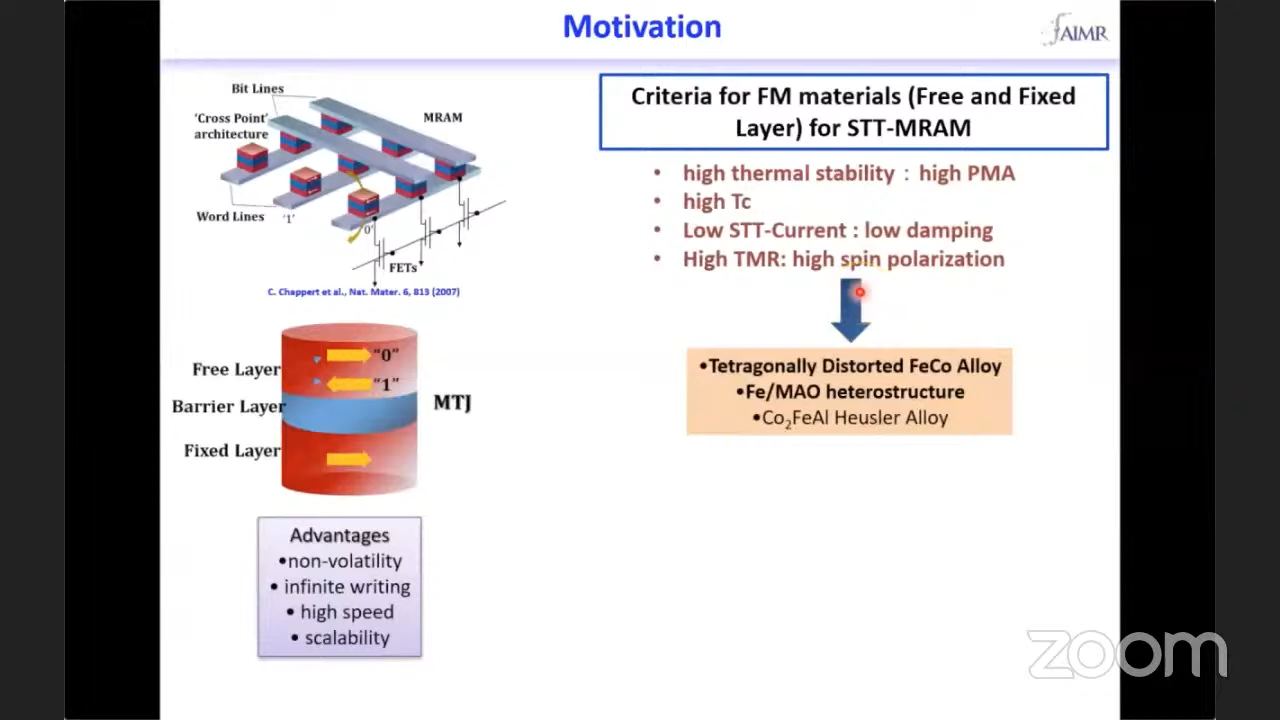 Motivation
AIMR
Bit Lines
'Cross Point'
architecture
MRAM
Word Lines
'1'
'0'
FETs
C. Chappert et al., Nat. Mater. 6, 813 (2007)
Free Layer
"0"
"1"
Barrier Layer
MTJ
Fixed Layer
Advantages
•non-volatility
• infinite writing
• high speed
• scalability
Criteria for FM materials (Free and Fixed
Layer) for STT-MRAM
• high thermal stability : high PMA
• high Tc
• Low STT-Current : low damping
• High TMR: high spin polarization
•Tetragonally Distorted FeCo Alloy
•Fe/MAO heterostructure
•Co₂FeAl Heusler Alloy
zoom